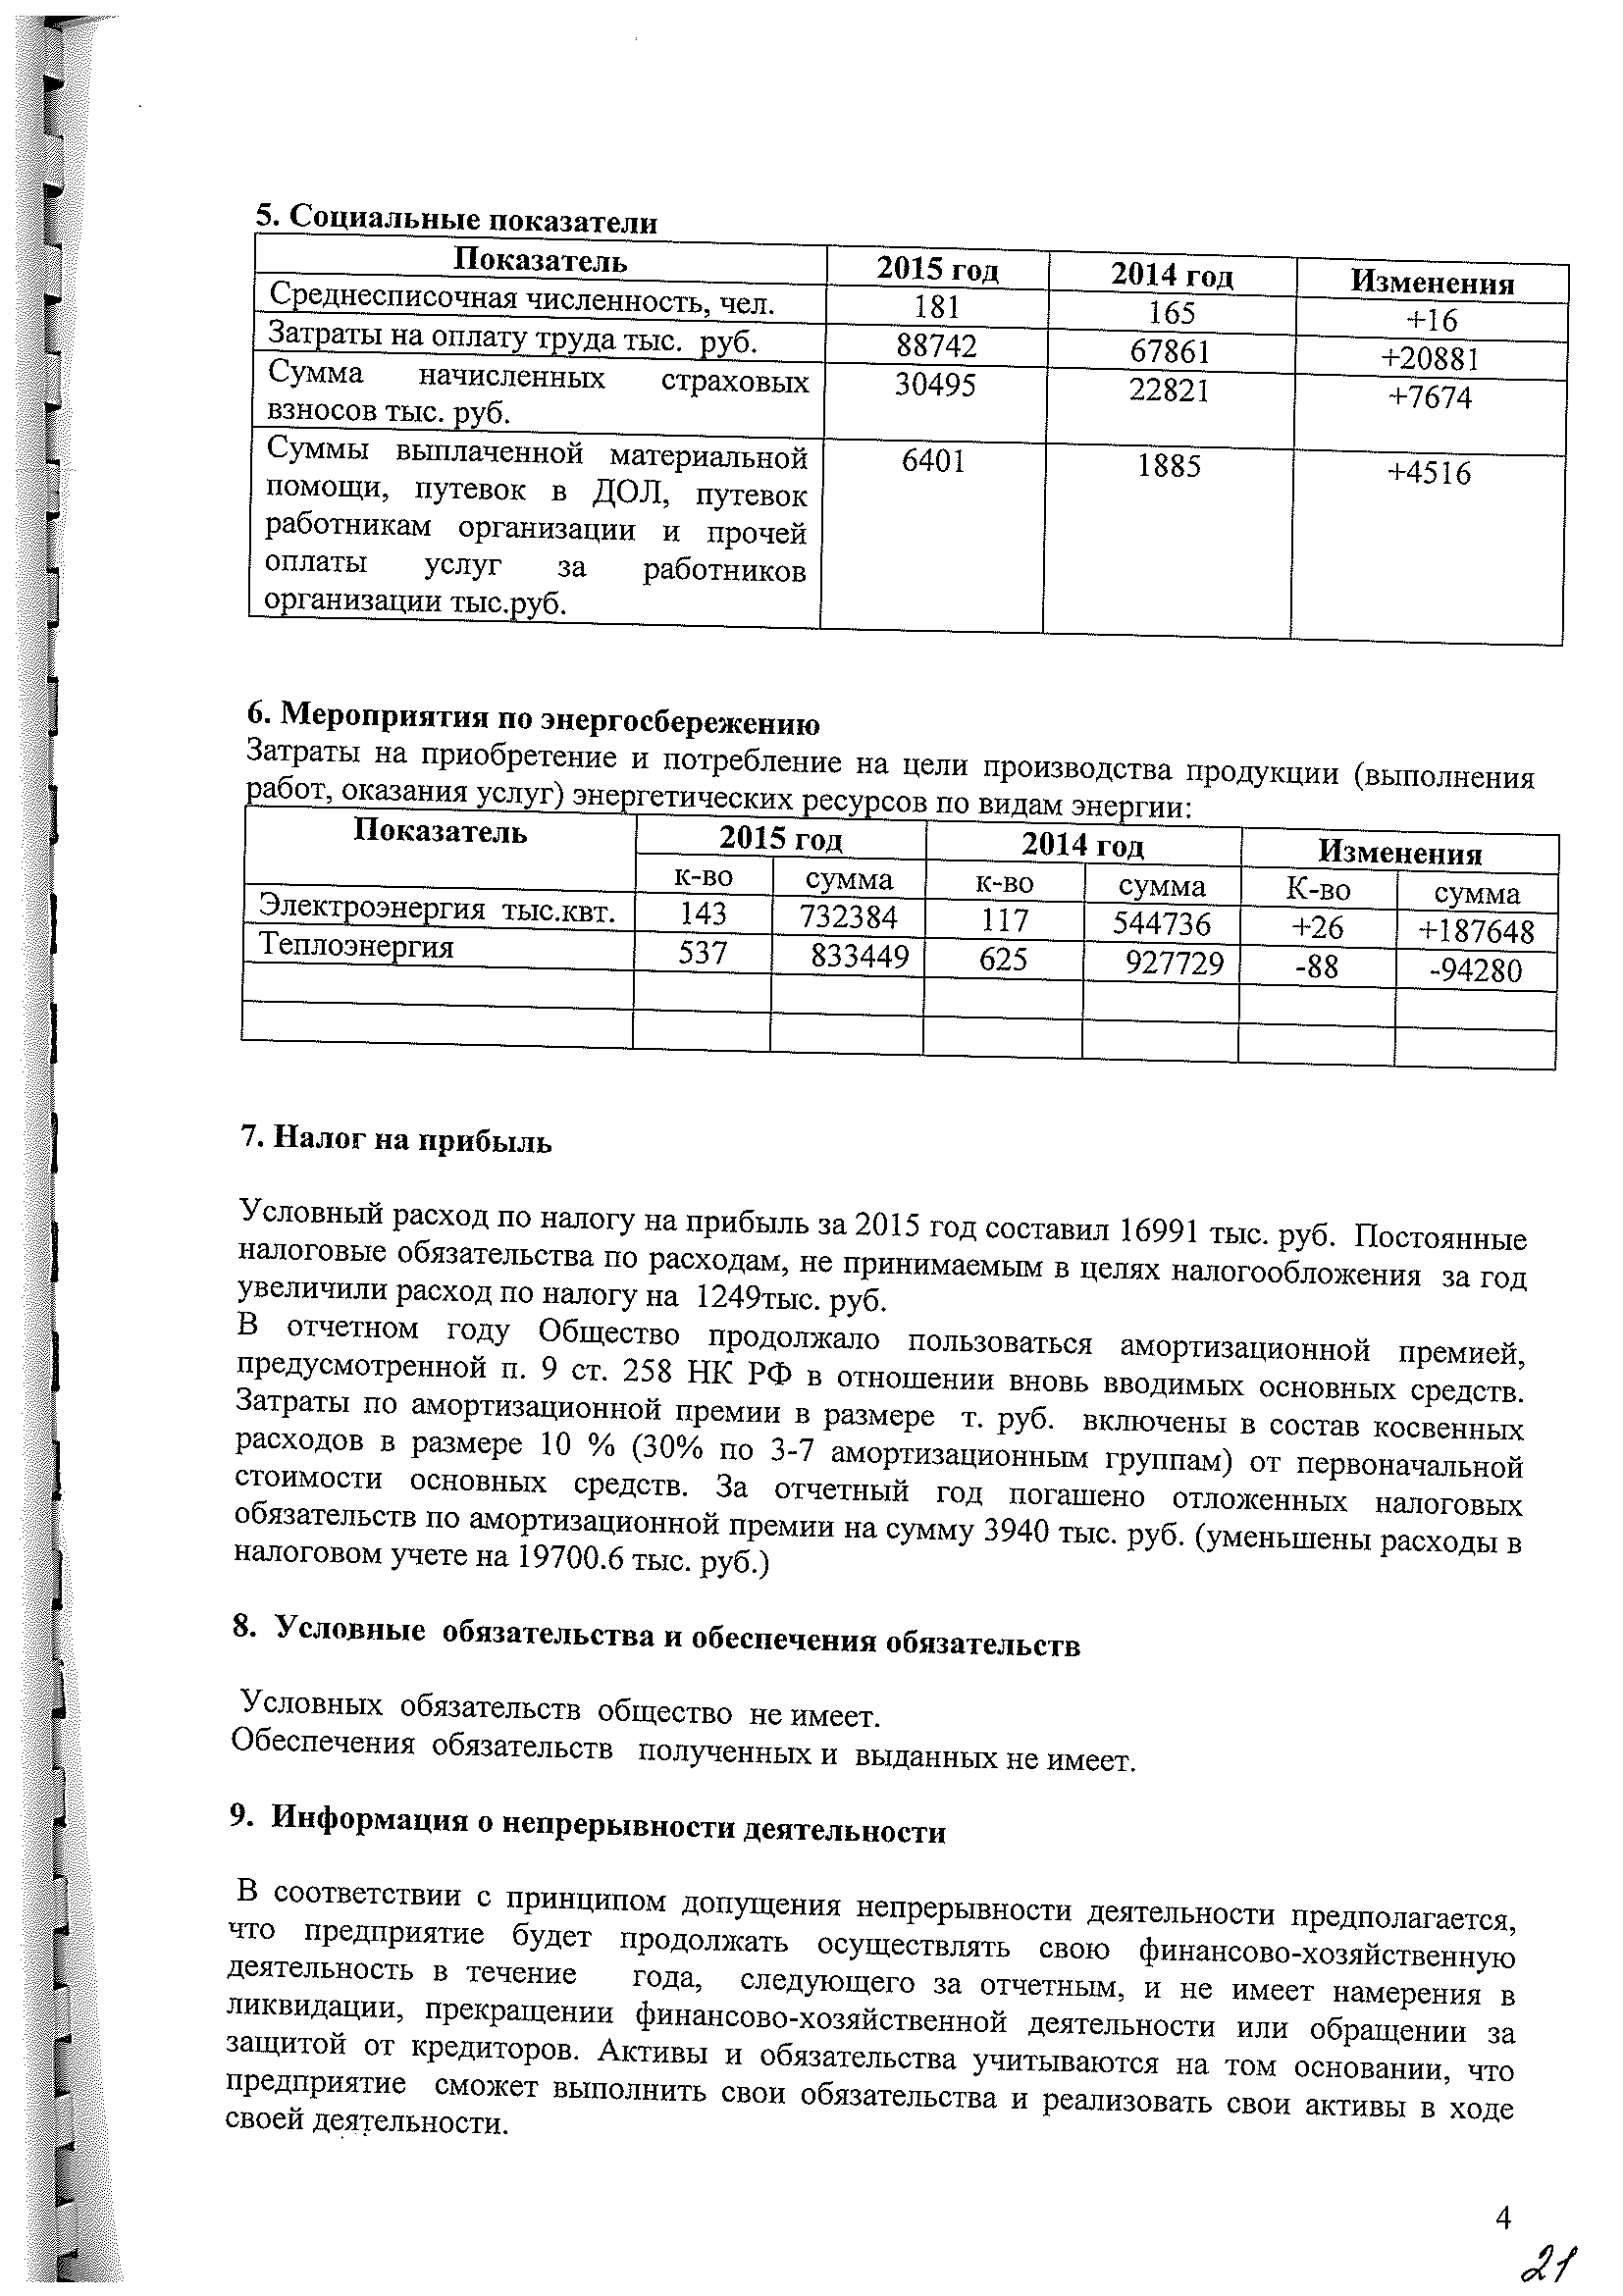 5. Социальные показатели
Показатель 2015 год 2014 год Изменения
Среднесписочная численность, чел. 181 165 +16
Затраты на оплату труда тыс. руб. 88742 67861 +20881
Сумма начисленных страховых 30495 22821 +7674
взносов тыс. руб.
Суммы выплаченной материальной 6401 1885 +4516
помощи, путевок в ДОЛ, путевок
работникам организации и прочей
оплаты услуг за работников
организации тыс.руб.
6. Мероприятия по энергосбережению
Затраты на приобретение и потребление на цели производства продукции (выполнения
работ, оказания услуг) энергетических ресурсов по видам энергии:
Показатель 2015 год 2014 год Изменения
к-во сумма к-во сумма К-во сумма
Электроэнергия тыс.квт. 143 732384 117 544736 +26 +187648
Теплоэнергия 537 833449 625 927729 -88 -94280
7. Налог на прибыль
Условный расход по налогу на прибыль за 2015 год составил 16991 тыс. руб. Постоянные
налоговые обязательства по расходам, не принимаемым в целях налогообложения за год
увеличили расход по налогу на 1249тыс. руб.
В отчетном году Общество продолжало пользоваться амортизационной премией,
предусмотренной п. 9 ст. 258 НК РФ в отношении вновь вводимых основных средств.
Затраты по амортизационной премии в размере т. руб. включены в состав косвенных
расходов в размере 10 % (30% по 3-7 амортизационным группам) от первоначальной
стоимости основных средств. За отчетный год погашено отложенных налоговых
обязательств по амортизационной премии на сумму 3940 тыс. руб. (уменьшены расходы в
налоговом учете на 19700.6 тыс. руб.)
8. Условные обязательства и обеспечения обязательств
Условных обязательств общество не имеет.
Обеспечения обязательств полученных и выданных не имеет.
9. Информация о непрерывности деятельности
В соответствии с принципом допущения непрерывности деятельности предполагается,
что предприятие будет продолжать осуществлять свою финансово-хозяйственную
деятельность в течение года, следующего за отчетным, и не имеет намерения в
ликвидации, прекращении финансово-хозяйственной деятельности или обращении за
защитой от кредиторов. Активы и обязательства учитываются на том основании, что
предприятие сможет выполнить свои обязательства и реализовать свои активы в ходе
своей деятельности.
4
21